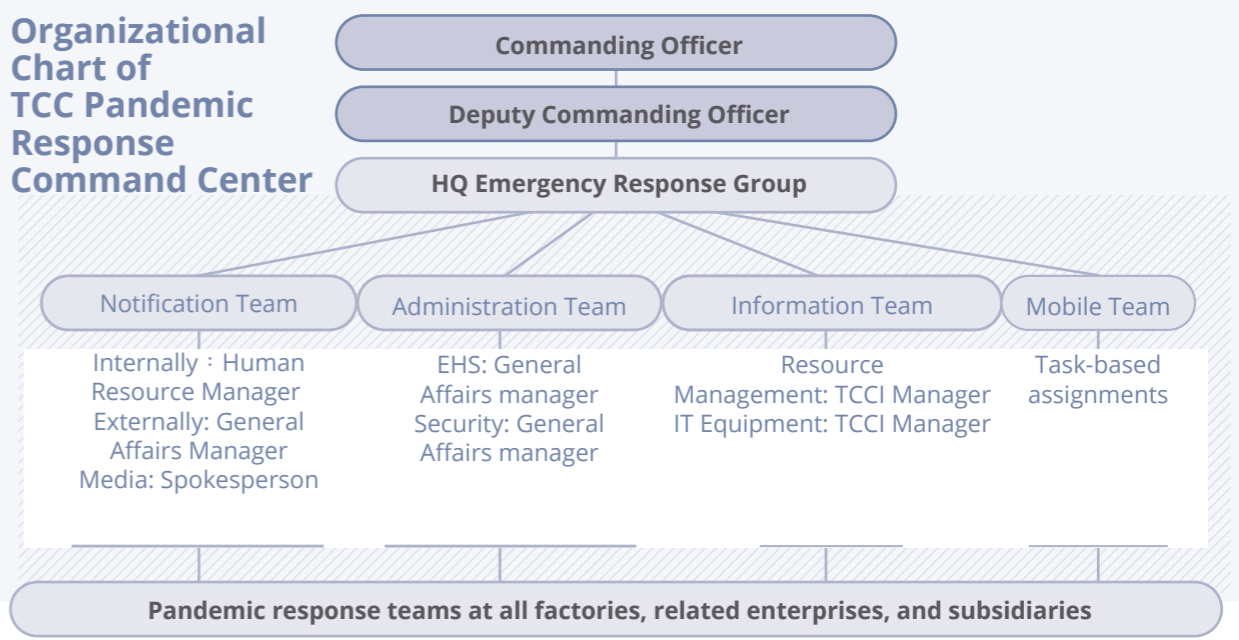 Organizational
Chart of
TCC Pandemic
Response
Command Center
Commanding Officer
Deputy Commanding Officer
HQ Emergency Response Group
Notification Team
Internally：Human
Resource Manager
Externally: General
Affairs Manager
Media: Spokesperson
Administration Team
EHS: General
Affairs manager
Security: General
Affairs manager
Information Team
Resource
Management: TCCI Manager
IT Equipment: TCCI Manager
Mobile Team
Task-based
assignments
Pandemic response teams at all factories, related enterprises, and subsidiaries